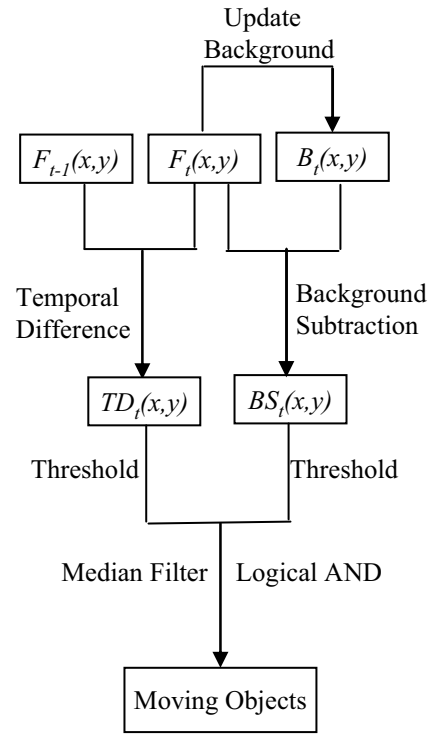 Update
Background
F_{t-1}(x,y)
F_t(x,y)
B_t(x,y)
Temporal
Difference
Background
Subtraction
TD_t(x,y)
BS_t(x,y)
Threshold
Threshold
Median Filter
Logical AND
Moving Objects